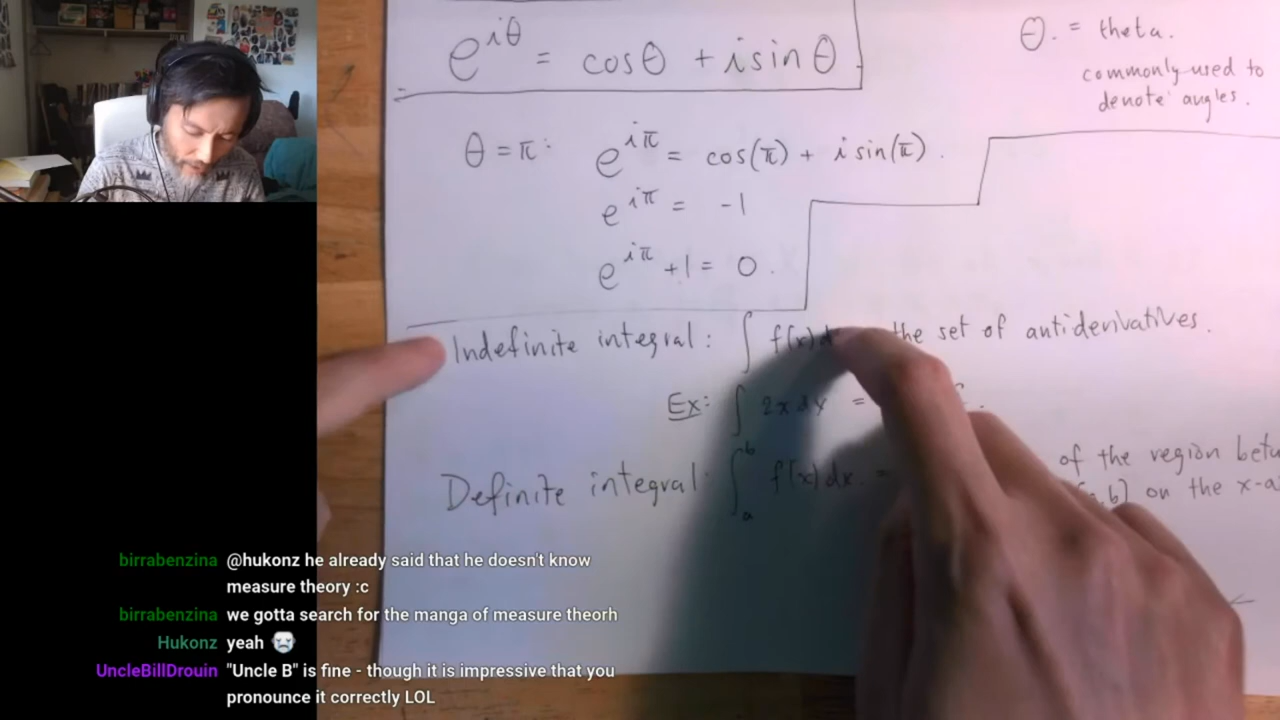 e^{iθ} = cosθ + i sin θ
θ. = theta.
commonly used to
denote angles.
θ = π: e^{iπ} = cos(π) + i sin(π).
e^{iπ} = -1
e^{iπ} + 1 = 0.
Indefinite integral: ∫ f(x) the set of antiderivatives.
Ex: ∫ 2x dx =
Definite integral: ∫_a^b f(x) dx. =
of the region
b] on the
birrabenzina @hukonz he already said that he doesn't know
measure theory :c
birrabenzina we gotta search for the manga of measure theorh
Hukonz yeah
UncleBillDrouin "Uncle B" is fine - though it is impressive that you
pronounce it correctly LOL